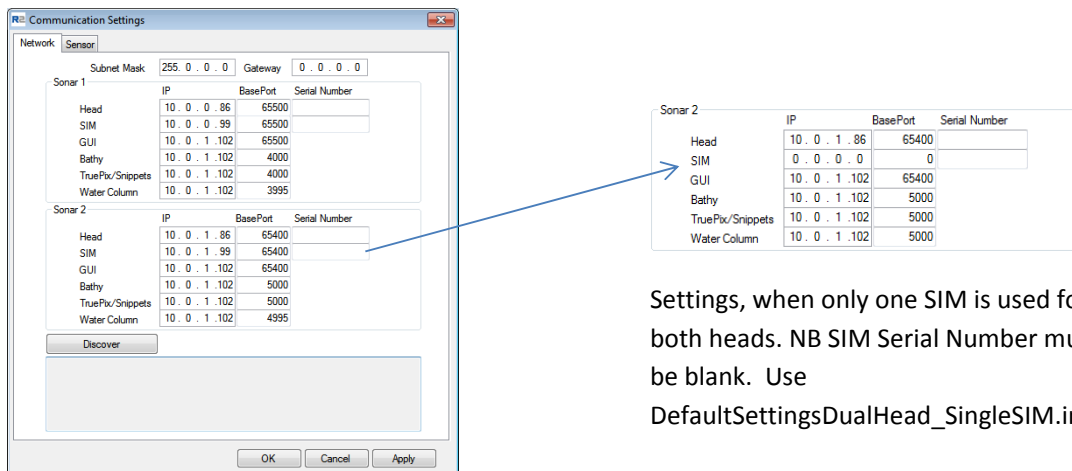 R2 Communication Settings
Network Sensor
Subnet Mask 255. 0 . 0 . 0 Gateway 0 . 0 . 0 . 0
Sonar 1
IP BasePort Serial Number
Head 10 . 0 . 0 . 86 65500
SIM 10 . 0 . 0 . 99 65500
GUI 10 . 0 . 1 .102 65500
Bathy 10 . 0 . 1 .102 4000
TruePix/Snippets 10 . 0 . 1 .102 4000
Water Column 10 . 0 . 1 .102 3995
Sonar 2
IP BasePort Serial Number
Head 10 . 0 . 1 . 86 65400
SIM 10 . 0 . 1 . 99 65400
GUI 10 . 0 . 1 .102 65400
Bathy 10 . 0 . 1 .102 5000
TruePix/Snippets 10 . 0 . 1 .102 5000
Water Column 10 . 0 . 1 .102 4995
Discover
OK Cancel Apply
Sonar 2
IP BasePort Serial Number
Head 10 . 0 . 1 . 86 65400
SIM 0 . 0 . 0 . 0 0
GUI 10 . 0 . 1 .102 65400
Bathy 10 . 0 . 1 .102 5000
TruePix/Snippets 10 . 0 . 1 .102 5000
Water Column 10 . 0 . 1 .102 5000
Settings, when only one SIM is used
both heads. NB SIM Serial Number
be blank. Use